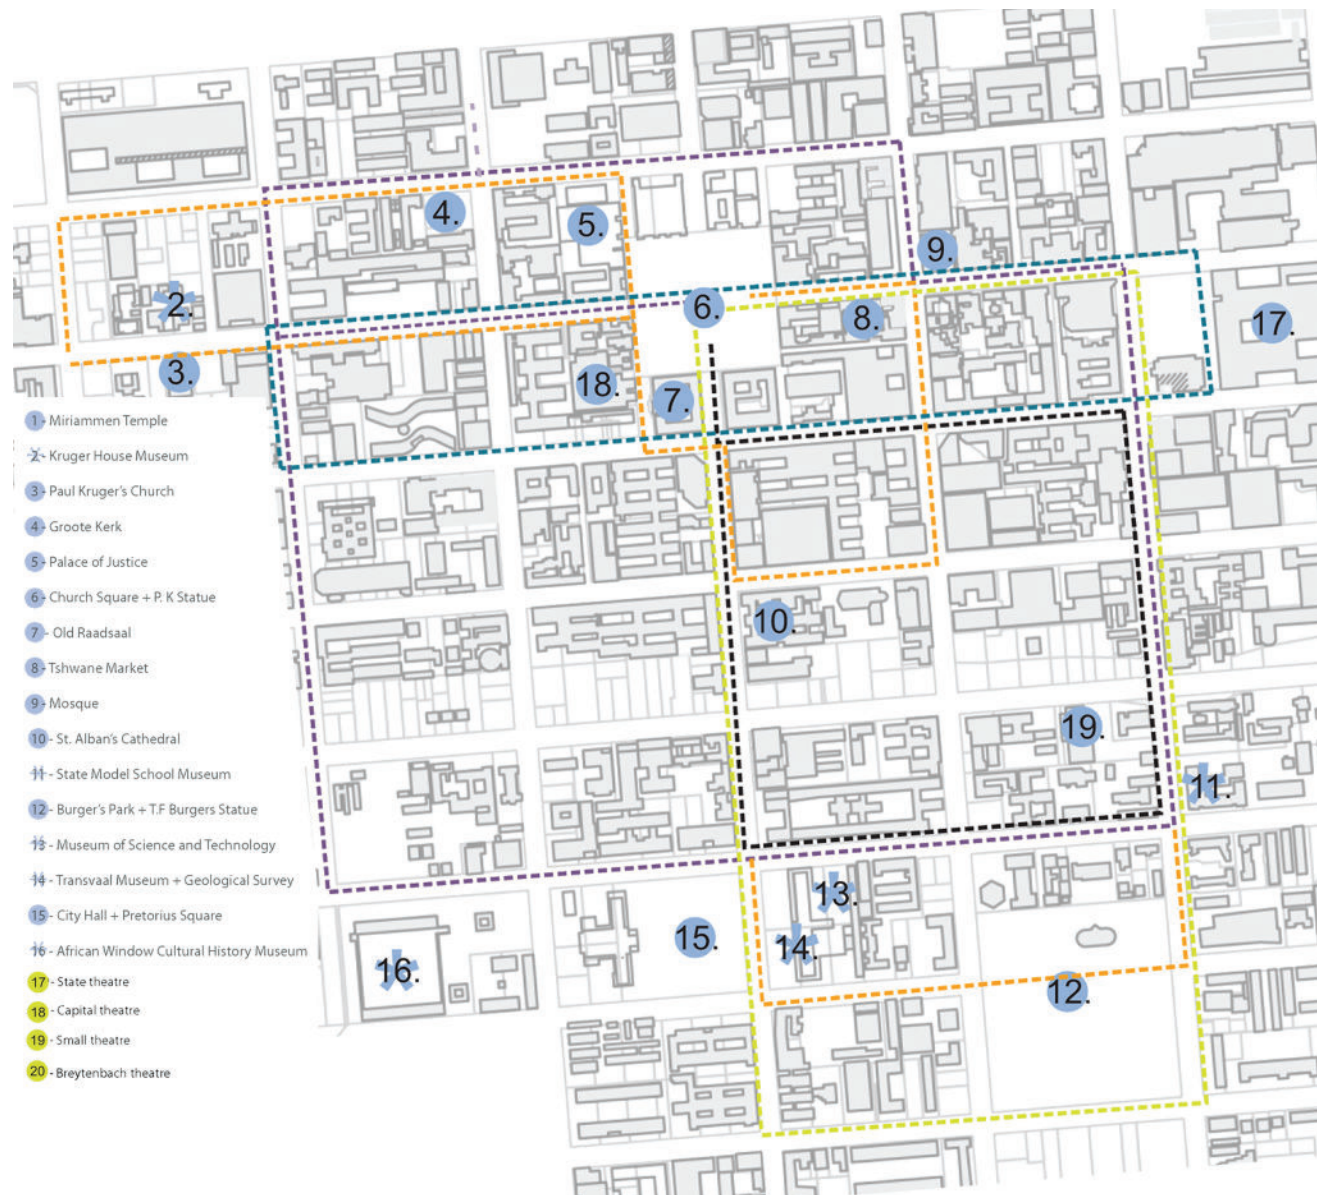 4.
5.
9.
2.
6.
8.
17.
3.
18.
7.
1 - Miriammen Temple
2 - Kruger House Museum
3 - Paul Kruger's Church
4 - Groote Kerk
5 - Palace of Justice
6 - Church Square + P. K Statue
7 - Old Raadsaal
8 - Tshwane Market
9 - Mosque
10 - St. Alban's Cathedral
11 - State Model School Museum
12 - Burger's Park + T.F Burgers Statue
13 - Museum of Science and Technology
14 - Transvaal Museum + Geological Survey
15 - City Hall + Pretorius Square
16 - African Window Cultural History Museum
17 - State theatre
18 - Capital theatre
19 - Small theatre
20 - Breytenbach theatre
10.
19.
11.
13.
15.
14.
16.
12.